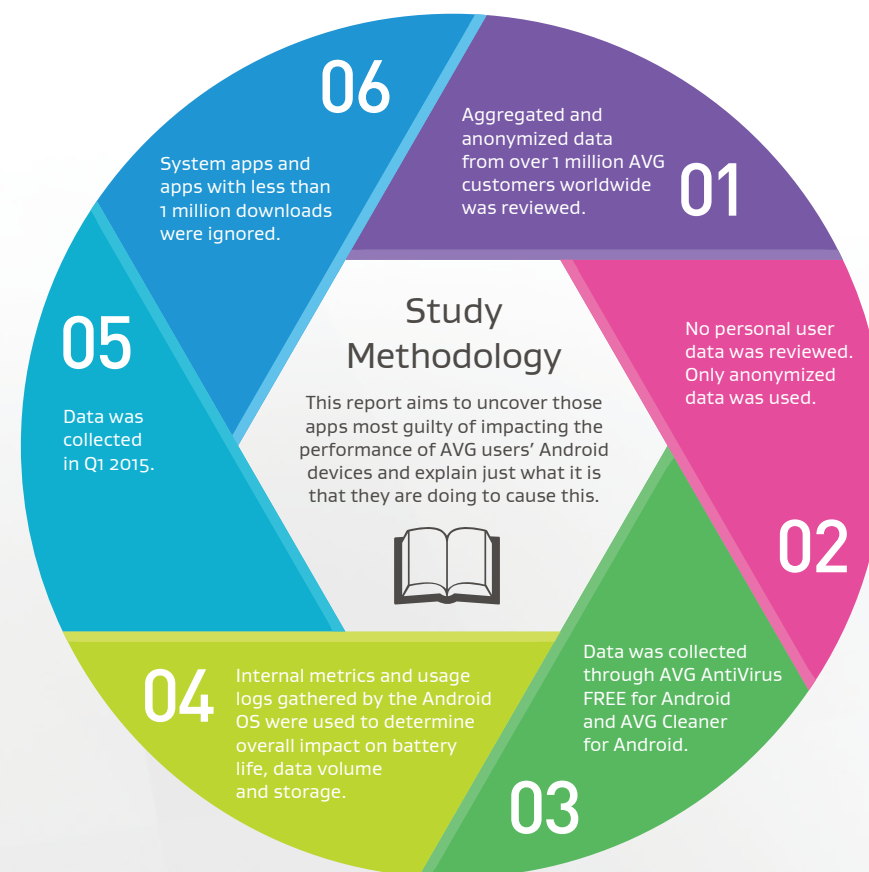 Study
Methodology
This report aims to uncover those
apps most guilty of impacting the
performance of AVG users' Android
devices and explain just what it is
that they are doing to cause this.
01
Aggregated and
anonymized data
from over 1 million AVG
customers worldwide
was reviewed.
02
No personal user
data was reviewed.
Only anonymized
data was used.
03
Data was collected
through AVG AntiVirus
FREE for Android
and AVG Cleaner
for Android.
04
Internal metrics and usage
logs gathered by the Android
OS were used to determine
overall impact on battery
life, data volume
and storage.
05
Data was
collected
in Q1 2015.
06
System apps and
apps with less than
1 million downloads
were ignored.